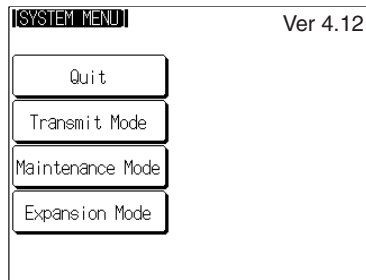 [SYSTEM MENU]
Ver 4.12
Quit
Transmit Mode
Maintenance Mode
Expansion Mode